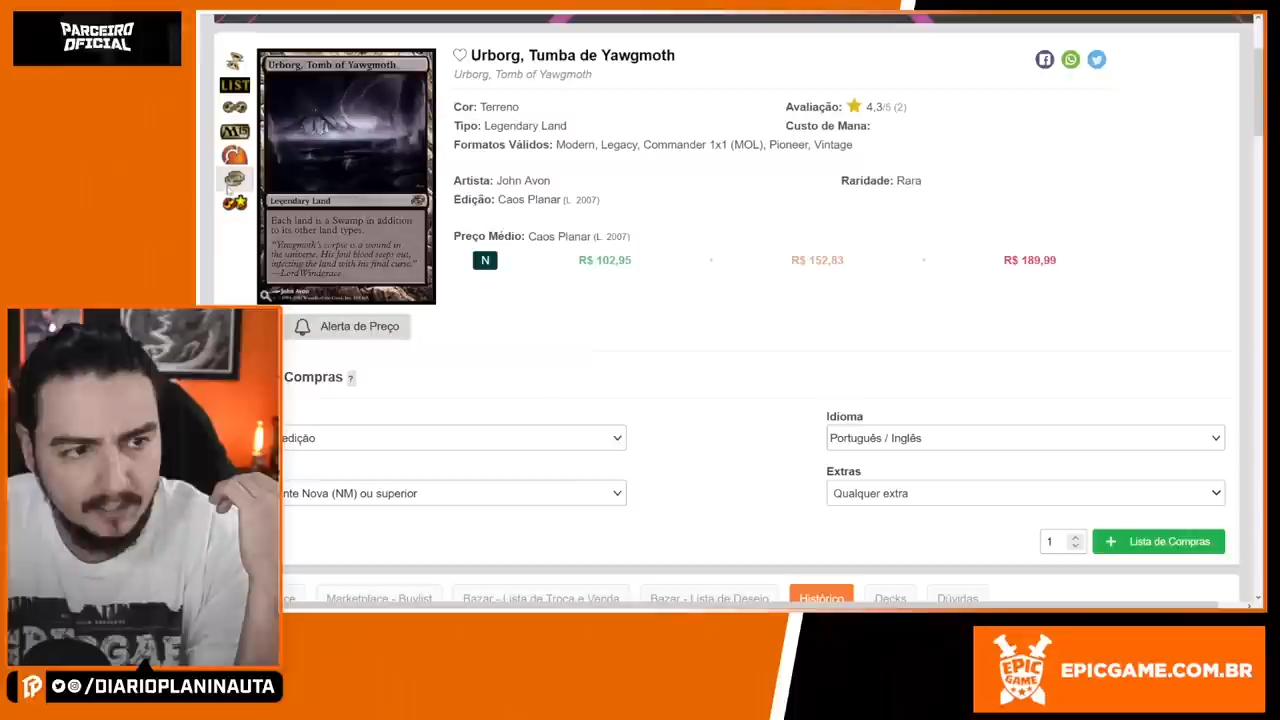 PARCEIRO
OFICIAL
LIST
M15
Urborg, Tomb of Yawgmoth
Legendary Land
Each land is a Swamp in addition
to its other land types.
"Yawgmoth's corpse is a wound in
the universe. His foul blood seeps out,
infecting the land with his final curse."
—Lord Windgrace
John Avon
Urborg, Tumba de Yawgmoth
Urborg, Tomb of Yawgmoth
Cor: Terreno
Avaliação: 4,3/5 (2)
Tipo: Legendary Land
Custo de Mana:
Formatos Válidos: Modern, Legacy, Commander 1x1 (MOL), Pioneer, Vintage
Artista: John Avon
Raridade: Rara
Edição: Caos Planar (L. 2007)
Preço Médio: Caos Planar (L. 2007)
N
R$ 102,95
R$ 152,83
R$ 189,99
Alerta de Preço
Compras ?
edição
Idioma
Português / Inglês
nte Nova (NM) ou superior
Extras
Qualquer extra
1
+ Lista de Compras
ce
Marketplace - Buylist
Bazar - Lista de Troca e Venda
Bazar - Lista de Desejo
Histórico
Decks
Dúvidas
/DIARIOPLANINAUTA
EPIC
GAME
EPICGAME.COM.BR